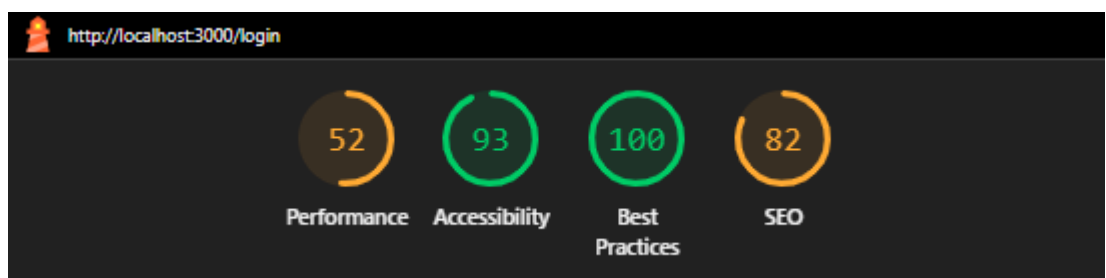 http://localhost:3000/login
52
93
100
82
Performance
Accessibility
Best
Practices
SEO